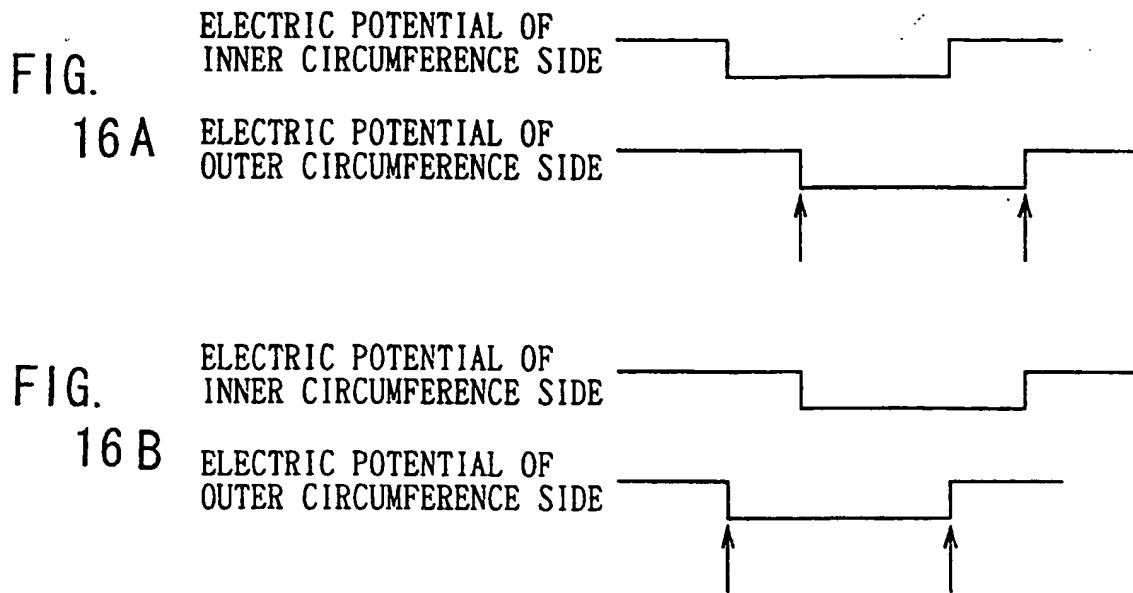 FIG.
16A
ELECTRIC POTENTIAL OF
INNER CIRCUMFERENCE SIDE
ELECTRIC POTENTIAL OF
OUTER CIRCUMFERENCE SIDE
FIG.
16B
ELECTRIC POTENTIAL OF
INNER CIRCUMFERENCE SIDE
ELECTRIC POTENTIAL OF
OUTER CIRCUMFERENCE SIDE